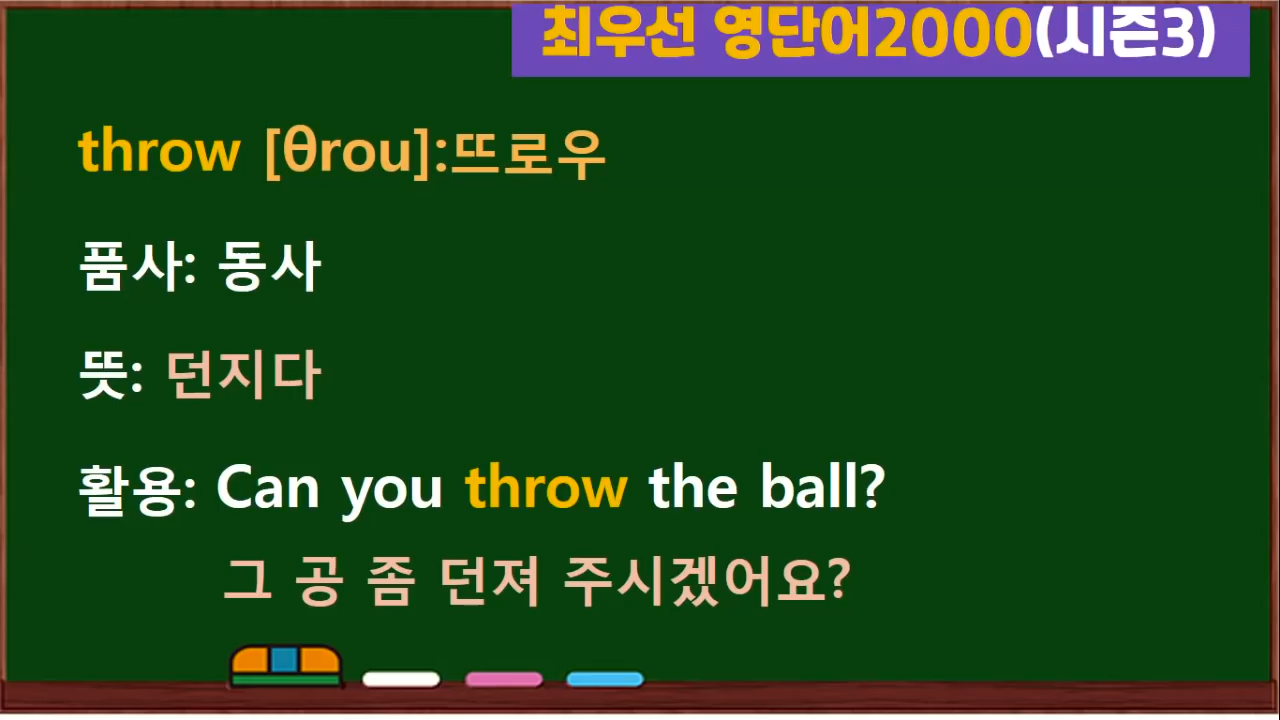 최우선 영단어2000(시즌3)
throw [θrou]:뜨로우
품사: 동사
뜻: 던지다
활용: Can you throw the ball?
그 공 좀 던져 주시겠어요?